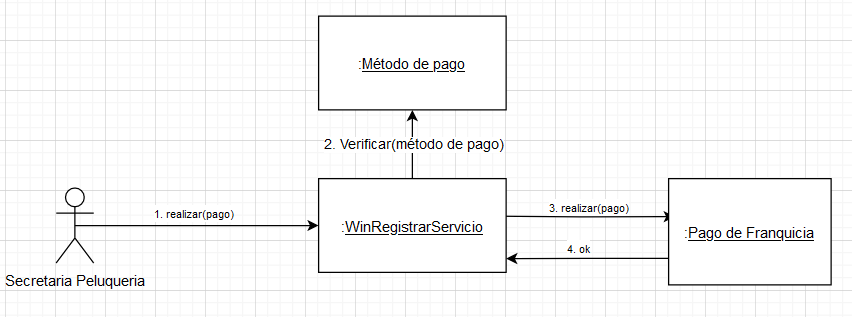 :Método de pago
2. Verificar(método de pago)
1. realizar(pago)
:WinRegistrarServicio
3. realizar(pago)
:Pago de Franquicia
4. ok
Secretaria Peluqueria